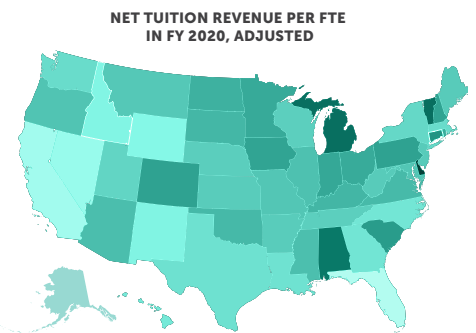 NET TUITION REVENUE PER FTE
IN FY 2020, ADJUSTED